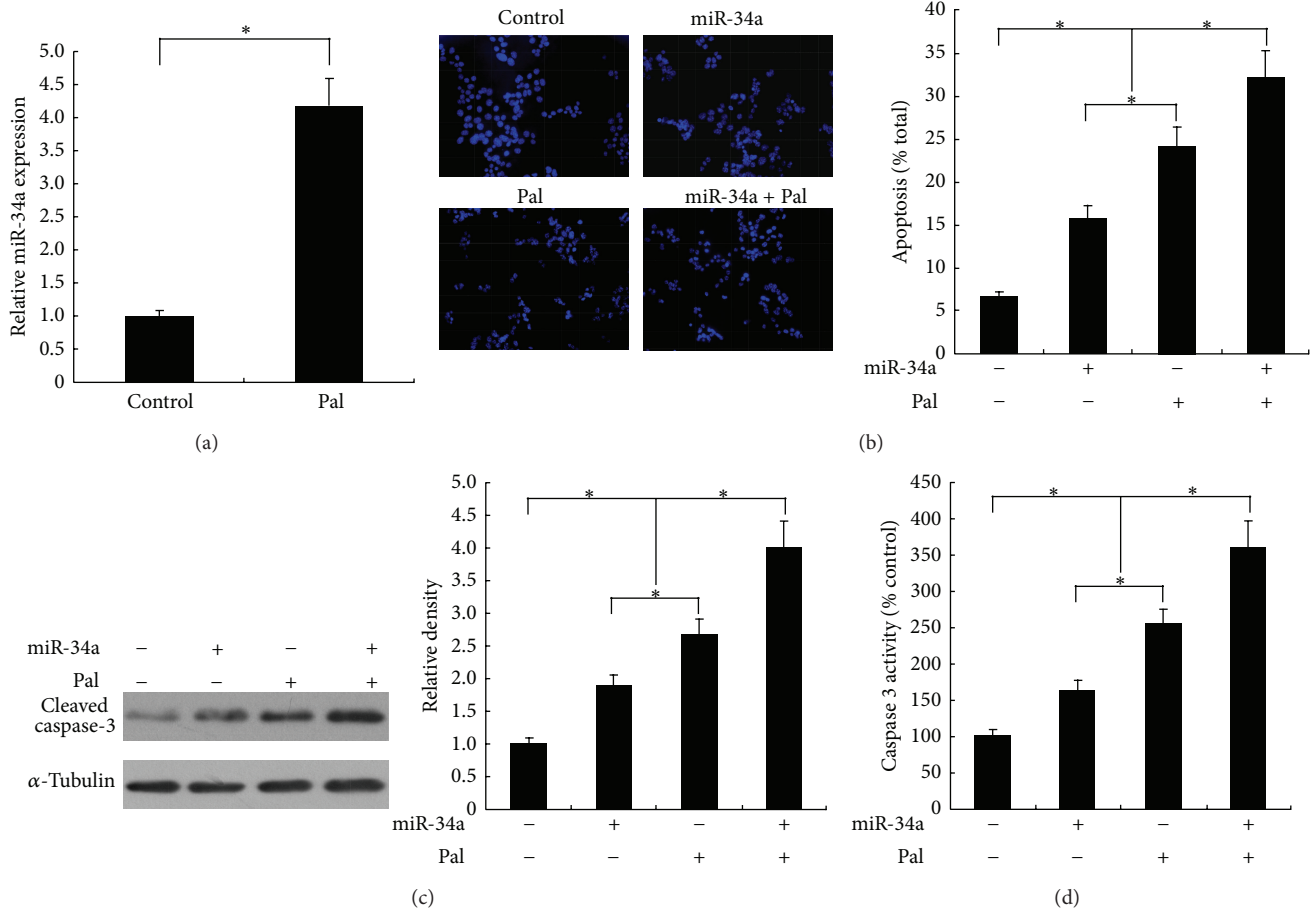 *
5.0
4.5
4.0
3.5
3.0
2.5
2.0
1.5
1.0
0.5
0
Relative miR-34a expression
Control
Pal
(a)
Control
miR-34a
Pal
miR-34a + Pal
40
35
30
25
20
15
10
5
0
Apoptosis (% total)
* *
*
miR-34a − + − +
Pal − − + +
(b)
miR-34a − + − +
Pal − − + +
Cleaved
caspase-3
α-Tubulin
5.0
4.5
4.0
3.5
3.0
2.5
2.0
1.5
1.0
0.5
0
Relative density
* *
*
miR-34a − + − +
Pal − − + +
(c)
450
400
350
300
250
200
150
100
50
0
Caspase 3 activity (% control)
* *
*
miR-34a − + − +
Pal − − + +
(d)